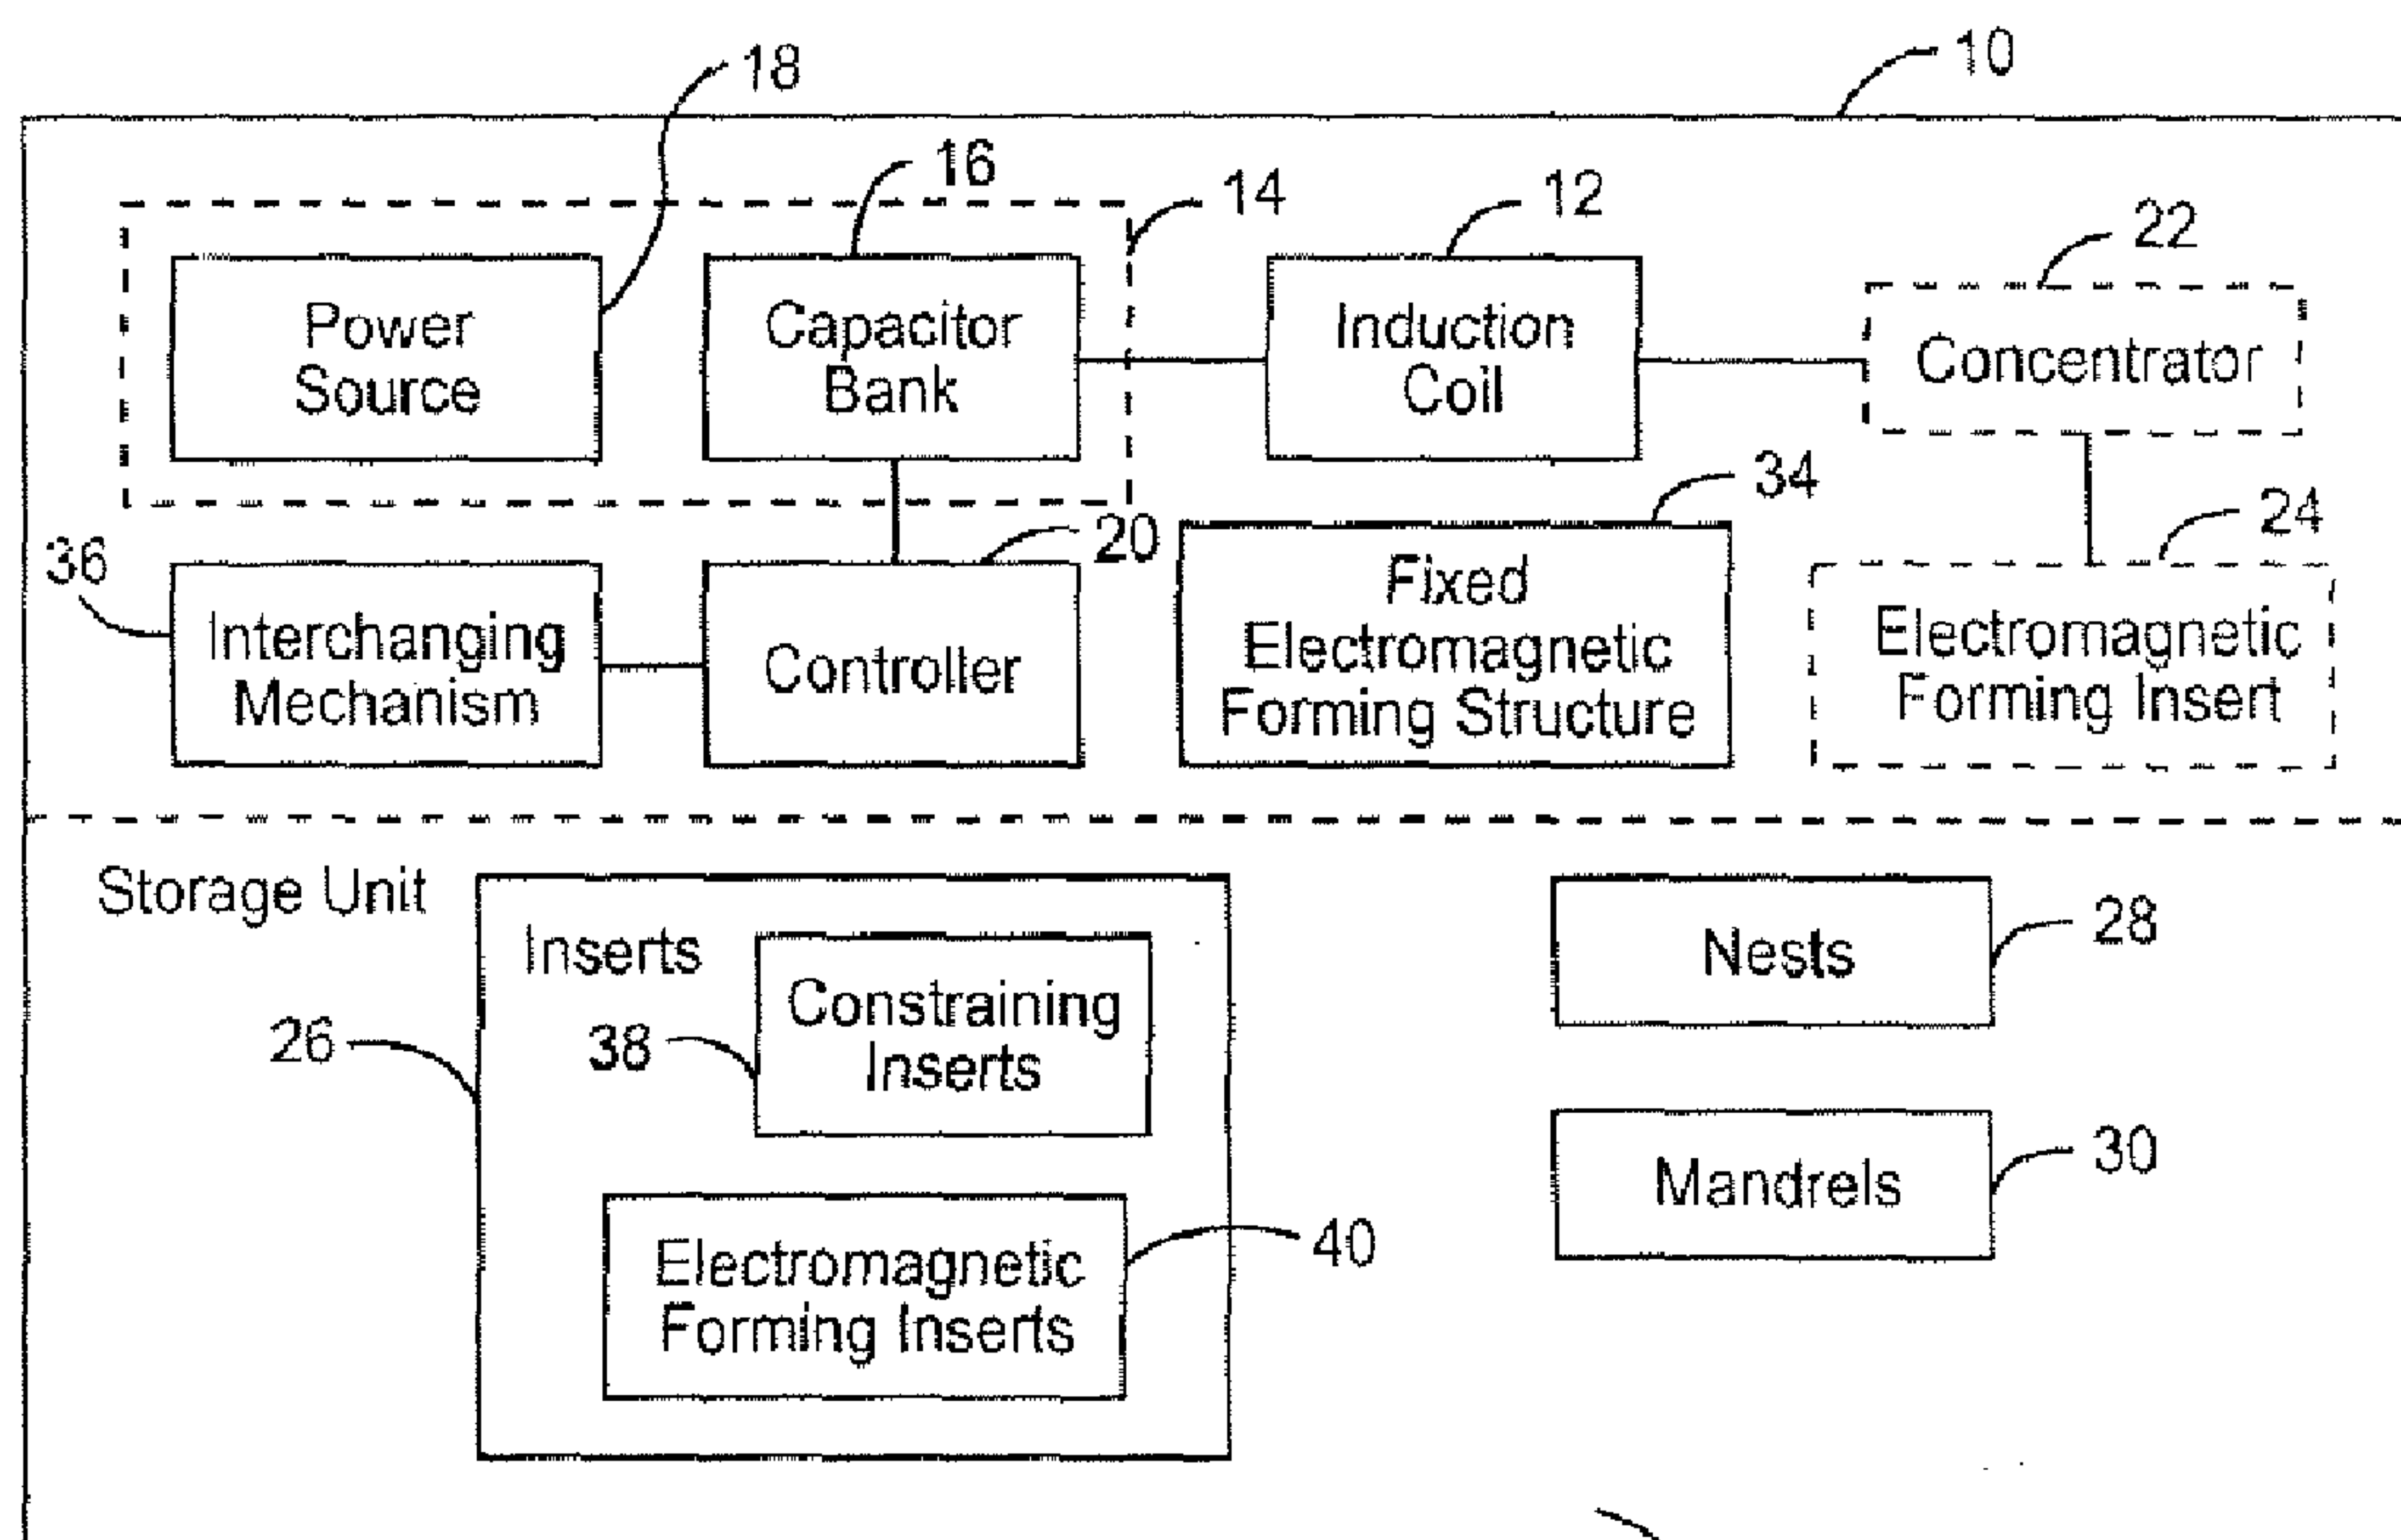 10
18
16
14
12
22
Power
Source
Capacitor
Bank
Induction
Coil
Concentrator
34
24
36
20
Interchanging
Mechanism
Controller
Fixed
Electromagnetic
Forming Structure
Electromagnetic
Forming Insert
Storage Unit
Inserts
Constraining
Inserts
26
38
Nests
28
Mandrels
30
Electromagnetic
Forming Inserts
40